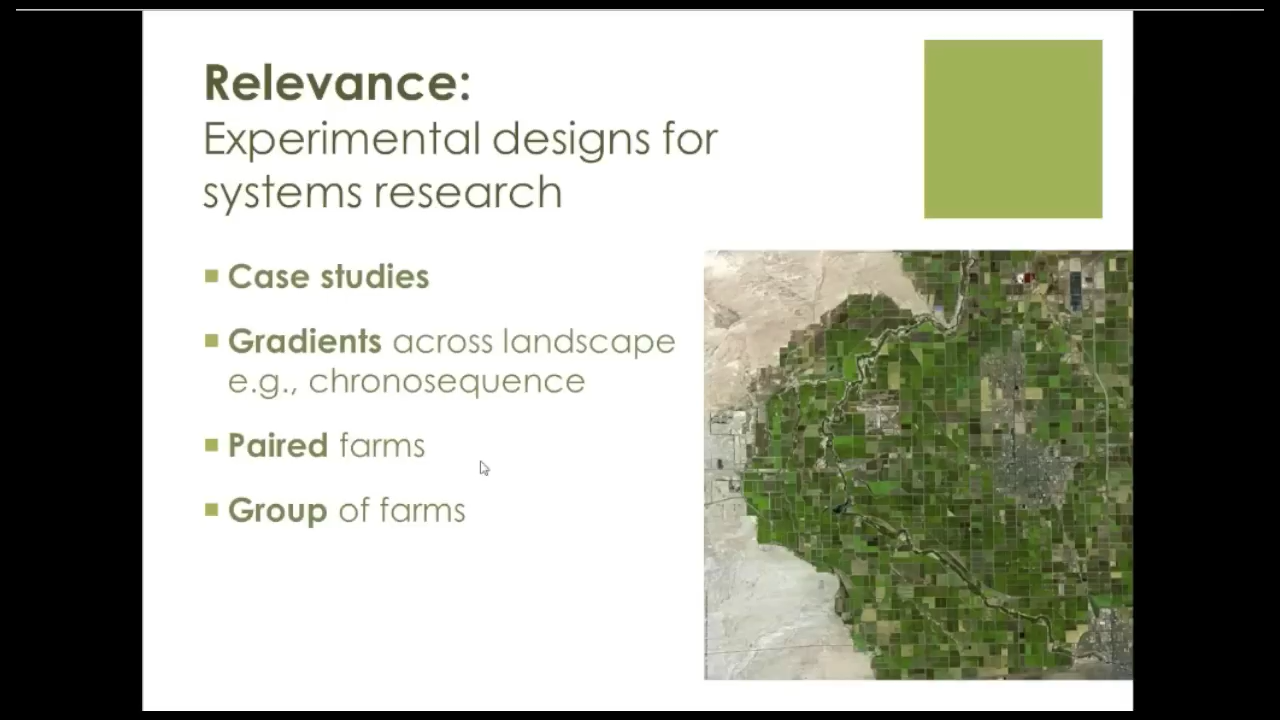 Relevance:
Experimental designs for
systems research
Case studies
Gradients across landscape
e.g., chronosequence
Paired farms
Group of farms